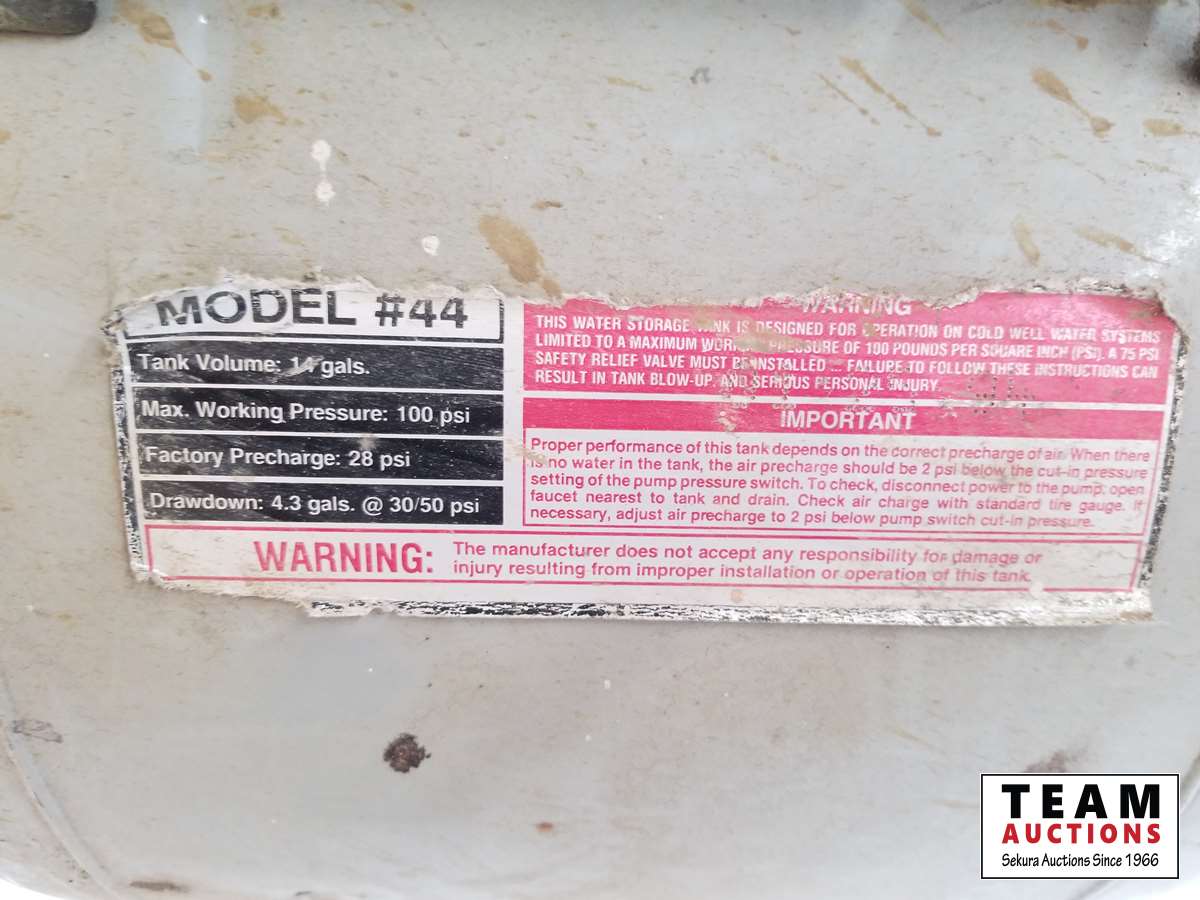 MODEL #44
Tank Volume: 14 gals.
Max. Working Pressure: 100 psi
Factory Precharge: 28 psi
Drawdown: 4.3 gals. @ 30/50 psi
WARNING
THIS WATER STORAGE TANK IS DESIGNED FOR OPERATION ON COLD WELL WATER SYSTEMS
LIMITED TO A MAXIMUM WORKING PRESSURE OF 100 POUNDS PER SQUARE INCH (PSI). A 75 PSI
SAFETY RELIEF VALVE MUST BE INSTALLED ... FAILURE TO FOLLOW THESE INSTRUCTIONS CAN
RESULT IN TANK BLOW-UP, AND SERIOUS PERSONAL INJURY.
IMPORTANT
Proper performance of this tank depends on the correct precharge of air. When there
is no water in the tank, the air precharge should be 2 psi below the cut-in pressure
setting of the pump pressure switch. To check, disconnect power to the pump, open
faucet nearest to tank and drain. Check air charge with standard tire gauge. If
necessary, adjust air precharge to 2 psi below pump switch cut-in pressure.
WARNING: The manufacturer does not accept any responsibility for damage or
injury resulting from improper installation or operation of this tank.
TEAM
AUCTIONS
Sekura Auctions Since 1966